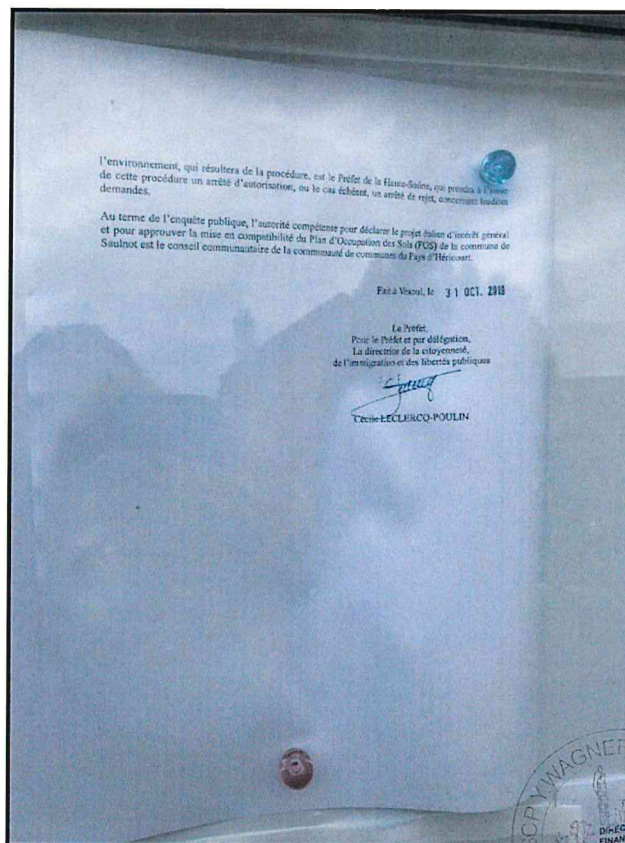 l'environnement, qui résultera de la procédure, est le Préfet de la Haute-Saône, qui prendra à l'issue
de cette procédure un arrêté d'autorisation, ou le cas échéant, un arrêté de rejet, concernant lesdites
demandes.
Au terme de l'enquête publique, l'autorité compétente pour déclarer le projet éolien d'intérêt général
et pour approuver la mise en compatibilité du Plan d'Occupation des Sols (POS) de la commune de
Saulnot est le conseil communautaire de la communauté de communes du Pays d'Héricourt.
Fait à Vesoul, le 31 OCT. 2019
Le Préfet,
Pour le Préfet et par délégation,
La directrice de la citoyenneté,
de l'immigration et des libertés publiques
Cécile LECLERCQ-POULIN
SCP Y.WAGNER